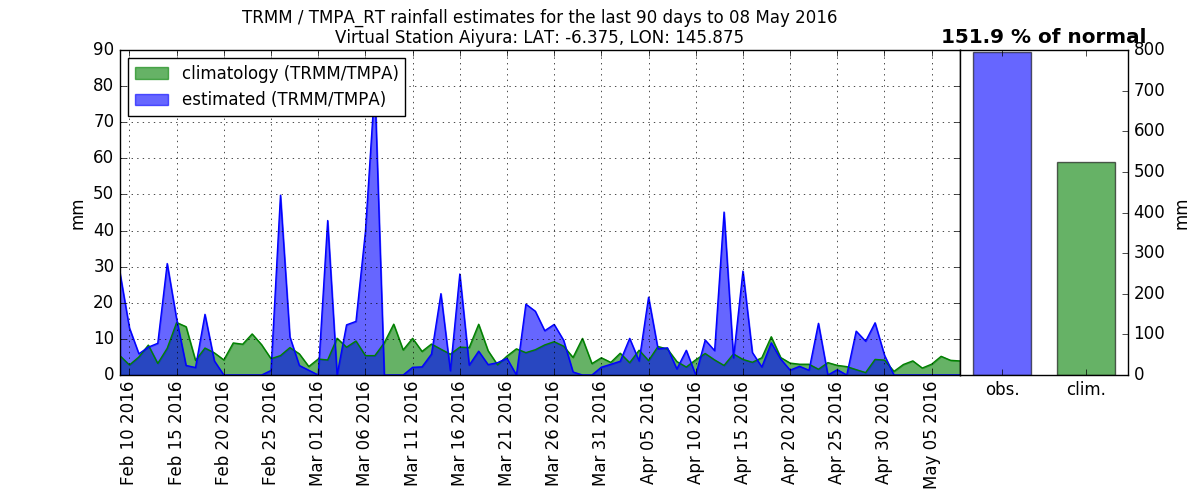 TRMM / TMPA_RT rainfall estimates for the last 90 days to 08 May 2016
Virtual Station Aiyura: LAT: -6.375, LON: 145.875
151.9 % of normal
climatology (TRMM/TMPA)
estimated (TRMM/TMPA)
90
80
70
60
50
40
30
20
10
0
mm
Feb 10 2016
Feb 15 2016
Feb 20 2016
Feb 25 2016
Mar 01 2016
Mar 06 2016
Mar 11 2016
Mar 16 2016
Mar 21 2016
Mar 26 2016
Mar 31 2016
Apr 05 2016
Apr 10 2016
Apr 15 2016
Apr 20 2016
Apr 25 2016
Apr 30 2016
May 05 2016
obs.
clim.
800
700
600
500
400
300
200
100
0
mm